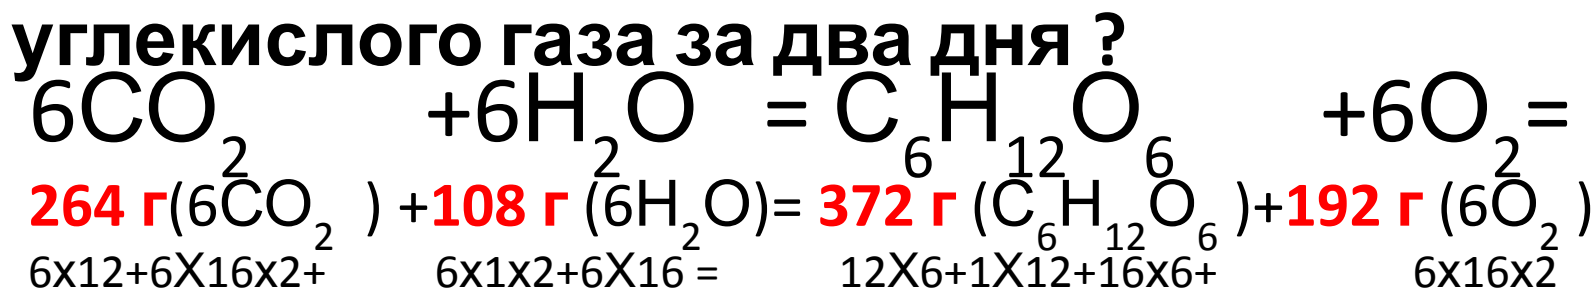 углекислого газа за два дня ?
6CO₂ +6H₂O = C₆H₁₂O₆ +6O₂=
264 г(6CO₂ ) +108 г (6H₂O)= 372 г (C₆H₁₂O₆ )+192 г (6O₂ )
6х12+6Х16х2+ 6х1х2+6Х16 = 12Х6+1Х12+16х6+ 6х16х2